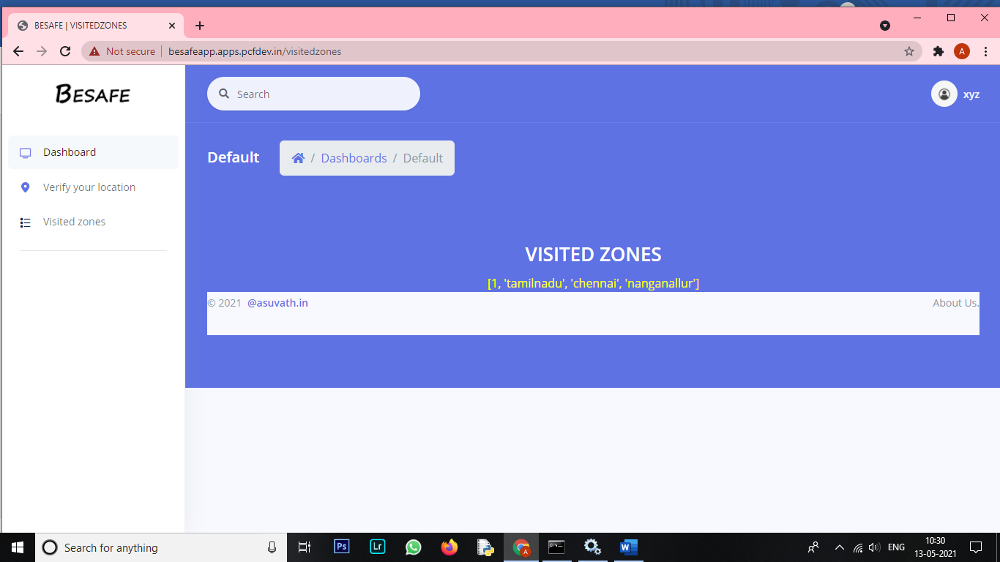 BESAFE | VISITEDZONES
Not secure
besafeapp.apps.pcfdev.in/visitedzones
A
BESAFE
Search
xyz
Dashboard
Default
/ Dashboards / Default
Verify your location
Visited zones
VISITED ZONES
[1, 'tamilnadu', 'chennai', 'nanganallur']
© 2021 @asuvath.in
About Us.
Search for anything
Ps
Lr
A
W
ENG
10:30
13-05-2021